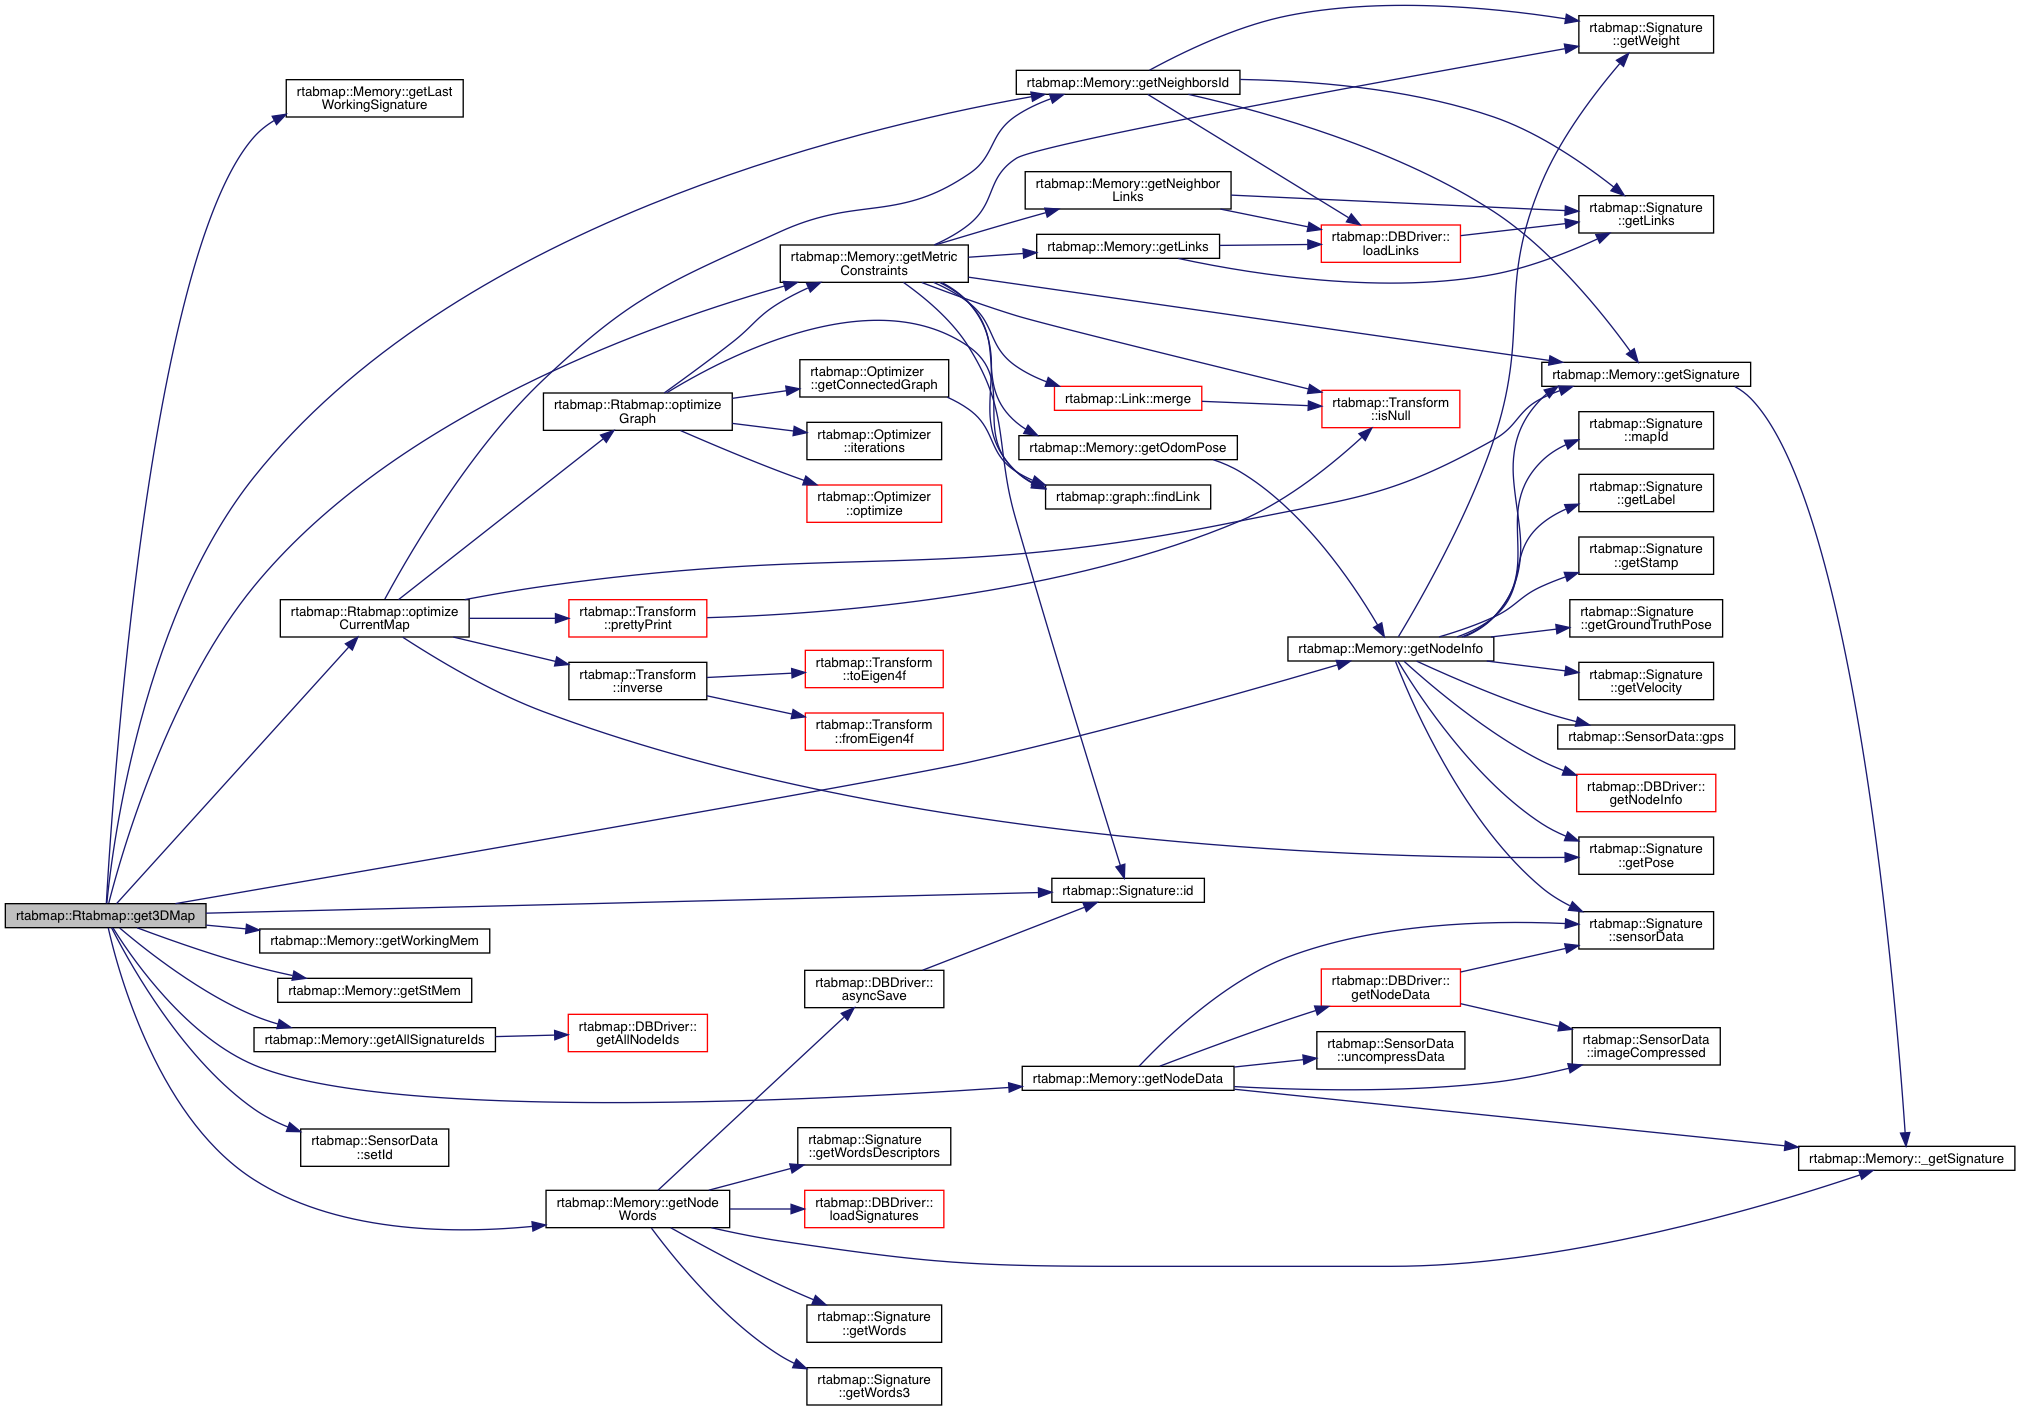 rtabmap::Signature
::getWeight
rtabmap::Memory::getNeighborsId
rtabmap::Memory::getLast
WorkingSignature
rtabmap::Memory::getNeighbor
Links
rtabmap::Signature
::getLinks
rtabmap::DBDriver::
loadLinks
rtabmap::Memory::getLinks
rtabmap::Memory::getMetric
Constraints
rtabmap::Memory::getSignature
rtabmap::Optimizer
::getConnectedGraph
rtabmap::Link::merge
rtabmap::Transform
::isNull
rtabmap::Rtabmap::optimize
Graph
rtabmap::Signature
::mapId
rtabmap::Optimizer
::iterations
rtabmap::Memory::getOdomPose
rtabmap::graph::findLink
rtabmap::Signature
::getLabel
rtabmap::Optimizer
::optimize
rtabmap::Signature
::getStamp
rtabmap::Rtabmap::optimize
CurrentMap
rtabmap::Transform
::prettyPrint
rtabmap::Signature
::getGroundTruthPose
rtabmap::Memory::getNodeInfo
rtabmap::Transform
::inverse
rtabmap::Transform
::toEigen4f
rtabmap::Signature
::getVelocity
rtabmap::Transform
::fromEigen4f
rtabmap::SensorData::gps
rtabmap::DBDriver::
getNodeInfo
rtabmap::Signature
::getPose
rtabmap::Signature::id
rtabmap::Rtabmap::get3DMap
rtabmap::Signature
::sensorData
rtabmap::Memory::getWorkingMem
rtabmap::Memory::getStMem
rtabmap::DBDriver::
asyncSave
rtabmap::DBDriver::
getNodeData
rtabmap::Memory::getAllSignatureIds
rtabmap::DBDriver::
getAllNodeIds
rtabmap::SensorData
::uncompressData
rtabmap::SensorData
::imageCompressed
rtabmap::Memory::getNodeData
rtabmap::SensorData
::setId
rtabmap::Signature
::getWordsDescriptors
rtabmap::Memory::_getSignature
rtabmap::Memory::getNode
Words
rtabmap::DBDriver::
loadSignatures
rtabmap::Signature
::getWords
rtabmap::Signature
::getWords3